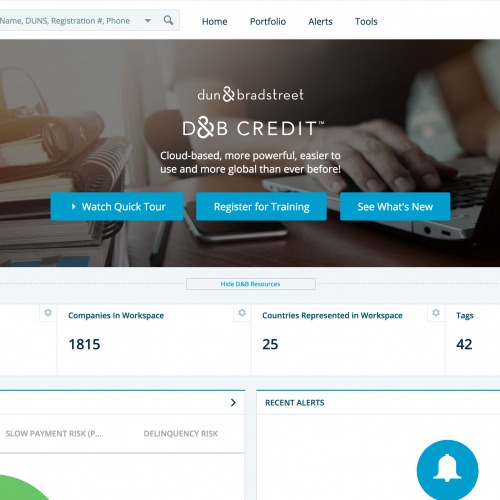 Name, DUNS, Registration #, Phone
Home Portfolio Alerts Tools
dun&bradstreet
D&B CREDIT™
Cloud-based, more powerful, easier to
use and more global than ever before!
Watch Quick Tour Register for Training See What's New
Hide D&B Resources
Companies In Workspace Countries Represented in Workspace Tags
1815 25 42
RECENT ALERTS
SLOW PAYMENT RISK (P... DELINQUENCY RISK